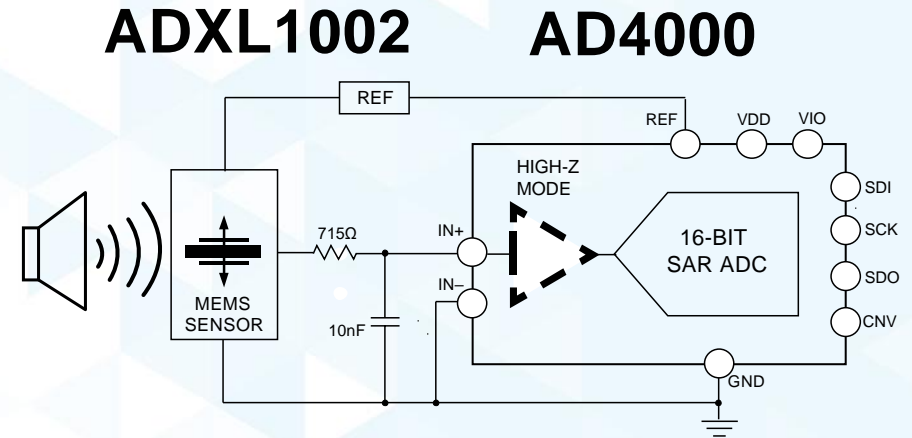 ADXL1002 AD4000
REF
REF
VDD
VIO
HIGH-Z
MODE
SDI
715Ω
IN+
SCK
16-BIT
SAR ADC
IN–
SDO
MEMS
SENSOR
10nF
CNV
GND